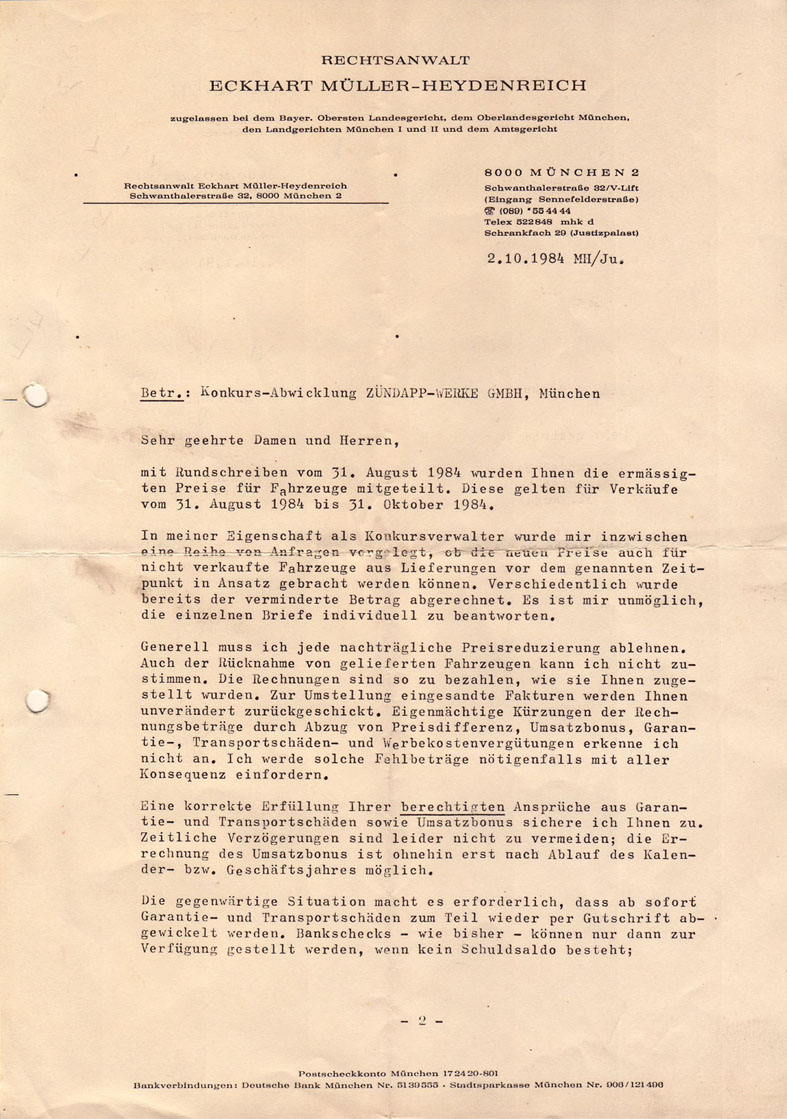 RECHTSANWALT
ECKHART MÜLLER-HEYDENREICH
zugelassen bei dem Bayer. Obersten Landesgericht, dem Oberlandesgericht München,
den Landgerichten München I und II und dem Amtsgericht
Rechtsanwalt Eckhart Müller-Heydenreich
Schwanthalerstraße 32, 8000 München 2
8000 MÜNCHEN 2
Schwanthalerstraße 32/V-Lift
(Eingang Sennefelderstraße)
☏ (089) *55 44 44
Telex 522848 mhk d
Schrankfach 29 (Justizpalast)
2.10.1984 MH/Ju.
Betr.: Konkurs-Abwicklung ZÜNDAPP-WERKE GMBH, München
Sehr geehrte Damen und Herren,
mit Rundschreiben vom 31. August 1984 wurden Ihnen die ermässig-
ten Preise für Fahrzeuge mitgeteilt. Diese gelten für Verkäufe
vom 31. August 1984 bis 31. Oktober 1984.
In meiner Eigenschaft als Konkursverwalter wurde mir inzwischen
eine Reihe von Anfragen vorgelegt, ob die neuen Preise auch für
nicht verkaufte Fahrzeuge aus Lieferungen vor dem genannten Zeit-
punkt in Ansatz gebracht werden können. Verschiedentlich wurde
bereits der verminderte Betrag abgerechnet. Es ist mir unmöglich,
die einzelnen Briefe individuell zu beantworten.
Generell muss ich jede nachträgliche Preisreduzierung ablehnen.
Auch der Rücknahme von gelieferten Fahrzeugen kann ich nicht zu-
stimmen. Die Rechnungen sind so zu bezahlen, wie sie Ihnen zuge-
stellt wurden. Zur Umstellung eingesandte Fakturen werden Ihnen
unverändert zurückgeschickt. Eigenmächtige Kürzungen der Rech-
nungsbeträge durch Abzug von Preisdifferenz, Umsatzbonus, Garan-
tie-, Transportschäden- und Werbekostenvergütungen erkenne ich
nicht an. Ich werde solche Fehlbeträge nötigenfalls mit aller
Konsequenz einfordern.
Eine korrekte Erfüllung Ihrer berechtigten Ansprüche aus Garan-
tie- und Transportschäden sowie Umsatzbonus sichere ich Ihnen zu.
Zeitliche Verzögerungen sind leider nicht zu vermeiden; die Er-
rechnung des Umsatzbonus ist ohnehin erst nach Ablauf des Kalen-
der- bzw. Geschäftsjahres möglich.
Die gegenwärtige Situation macht es erforderlich, dass ab sofort
Garantie- und Transportschäden zum Teil wieder per Gutschrift ab-
gewickelt werden. Bankschecks - wie bisher - können nur dann zur
Verfügung gestellt werden, wenn kein Schuldsaldo besteht;
- 2 -
Postscheckkonto München 172420-801
Bankverbindungen: Deutsche Bank München Nr. 5139555 · Stadtsparkasse München Nr. 906/121 496